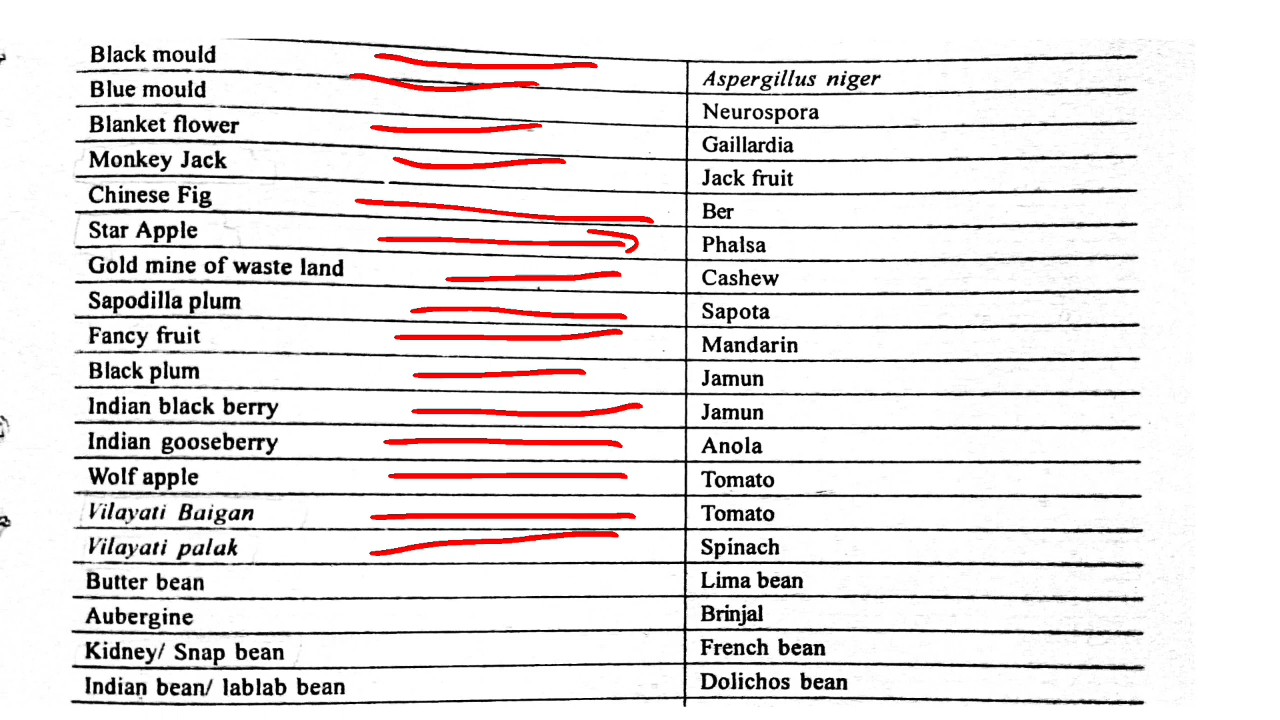 Black mould Aspergillus niger
Blue mould Neurospora
Blanket flower Gaillardia
Monkey Jack Jack fruit
Chinese Fig Ber
Star Apple Phalsa
Gold mine of waste land Cashew
Sapodilla plum Sapota
Fancy fruit Mandarin
Black plum Jamun
Indian black berry Jamun
Indian gooseberry Anola
Wolf apple Tomato
Vilayati Baigan Tomato
Vilayati palak Spinach
Butter bean Lima bean
Aubergine Brinjal
Kidney/ Snap bean French bean
Indian bean/ lablab bean Dolichos bean